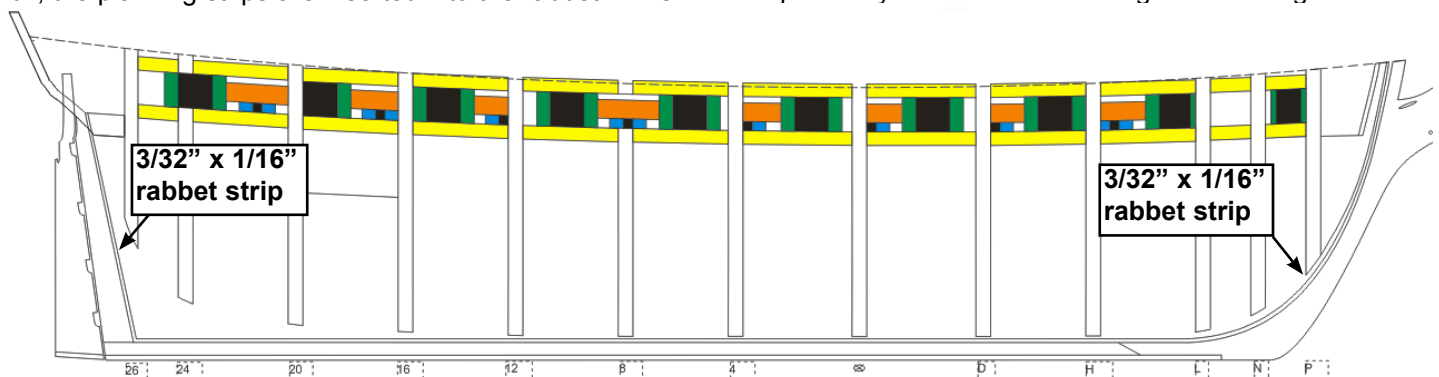 3/32” x 1/16”
rabbet strip
3/32” x 1/16”
rabbet strip
26 24 20 16 12 8 4 D H L N P